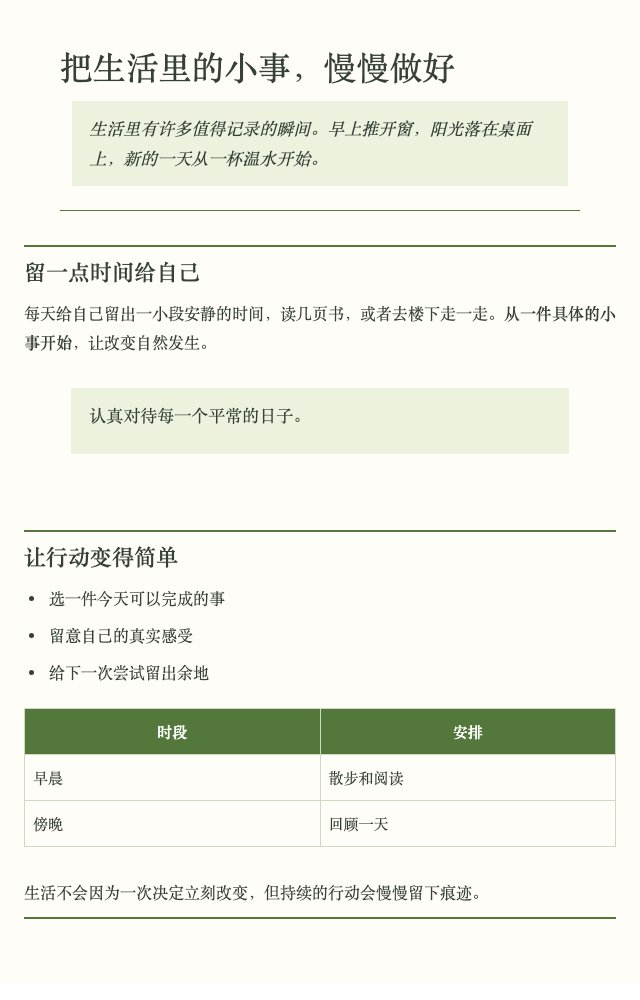 把生活里的小事，慢慢做好
生活里有许多值得记录的瞬间。早上推开窗，阳光落在桌面
上，新的一天从一杯温水开始。
留一点时间给自己
每天给自己留出一小段安静的时间，读几页书，或者去楼下走一走。从一件具体的小
事开始，让改变自然发生。
认真对待每一个平常的日子。
让行动变得简单
• 选一件今天可以完成的事
• 留意自己的真实感受
• 给下一次尝试留出余地
时段 安排
早晨 散步和阅读
傍晚 回顾一天
生活不会因为一次决定立刻改变，但持续的行动会慢慢留下痕迹。